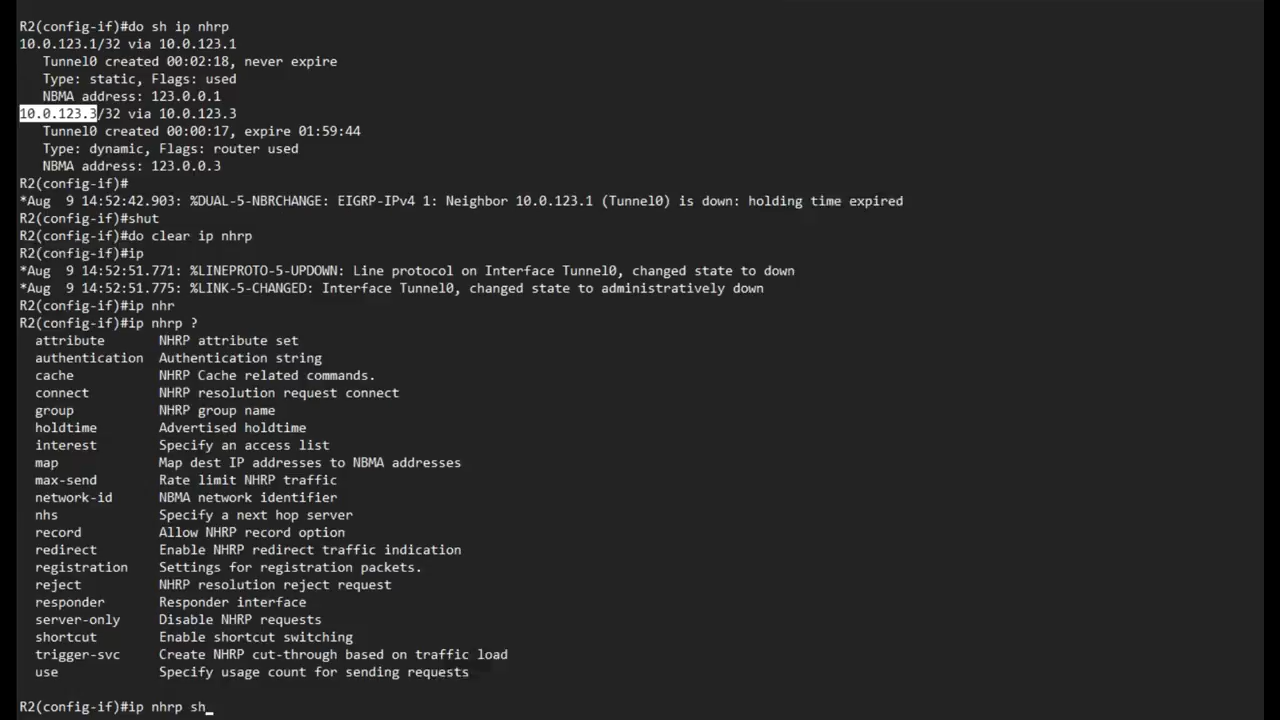 R2(config-if)#do sh ip nhrp
10.0.123.1/32 via 10.0.123.1
   Tunnel0 created 00:02:18, never expire
   Type: static, Flags: used
   NBMA address: 123.0.0.1
10.0.123.3/32 via 10.0.123.3
   Tunnel0 created 00:00:17, expire 01:59:44
   Type: dynamic, Flags: router used
   NBMA address: 123.0.0.3
R2(config-if)#
*Aug  9 14:52:42.903: %DUAL-5-NBRCHANGE: EIGRP-IPv4 1: Neighbor 10.0.123.1 (Tunnel0) is down: holding time expired
R2(config-if)#shut
R2(config-if)#do clear ip nhrp
R2(config-if)#ip
*Aug  9 14:52:51.771: %LINEPROTO-5-UPDOWN: Line protocol on Interface Tunnel0, changed state to down
*Aug  9 14:52:51.775: %LINK-5-CHANGED: Interface Tunnel0, changed state to administratively down
R2(config-if)#ip nhr
R2(config-if)#ip nhrp ?
  attribute       NHRP attribute set
  authentication  Authentication string
  cache           NHRP Cache related commands.
  connect         NHRP resolution request connect
  group           NHRP group name
  holdtime        Advertised holdtime
  interest        Specify an access list
  map             Map dest IP addresses to NBMA addresses
  max-send        Rate limit NHRP traffic
  network-id      NBMA network identifier
  nhs             Specify a next hop server
  record          Allow NHRP record option
  redirect        Enable NHRP redirect traffic indication
  registration    Settings for registration packets.
  reject          NHRP resolution reject request
  responder       Responder interface
  server-only     Disable NHRP requests
  shortcut        Enable shortcut switching
  trigger-svc     Create NHRP cut-through based on traffic load
  use             Specify usage count for sending requests
R2(config-if)#ip nhrp sh_